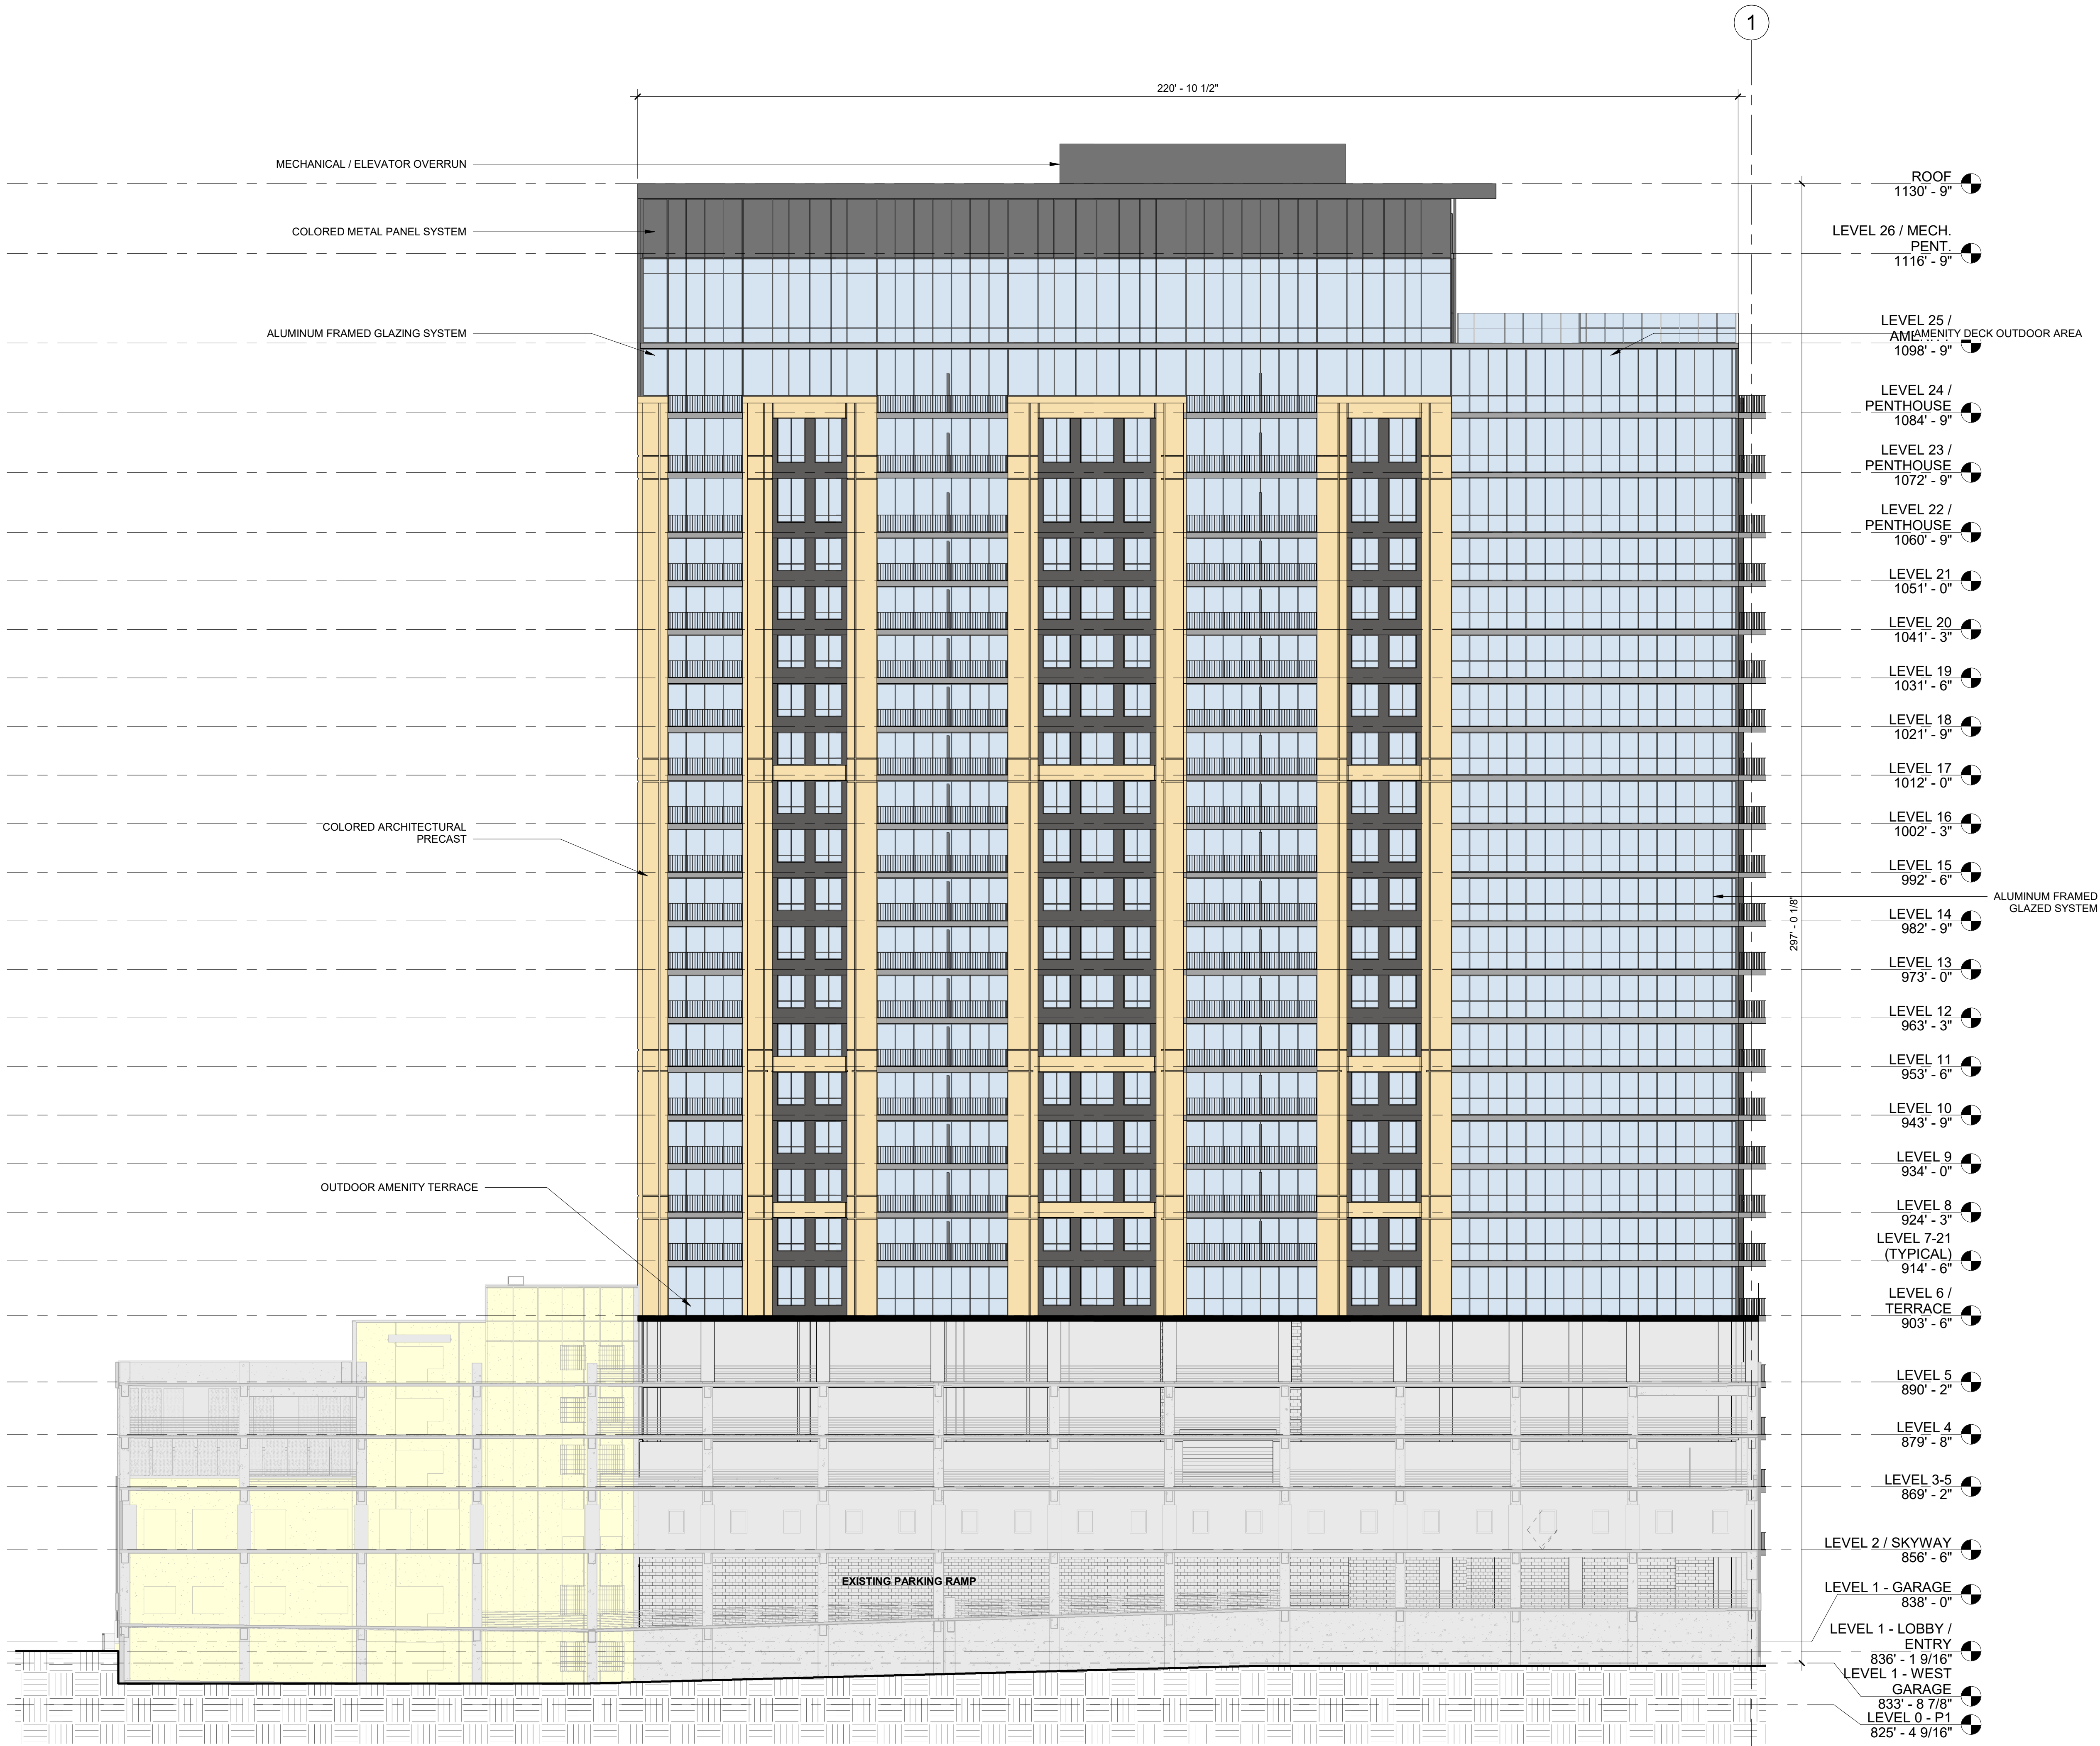 1
220' - 10 1/2"
MECHANICAL / ELEVATOR OVERRUN
COLORED METAL PANEL SYSTEM
ALUMINUM FRAMED GLAZING SYSTEM
COLORED ARCHITECTURAL
PRECAST
OUTDOOR AMENITY TERRACE
EXISTING PARKING RAMP
297' - 0 1/8"
ROOF
1130' - 9"
LEVEL 26 / MECH.
PENT.
1116' - 9"
LEVEL 25 /
AMENITY DECK OUTDOOR AREA
1098' - 9"
LEVEL 24 /
PENTHOUSE
1084' - 9"
LEVEL 23 /
PENTHOUSE
1072' - 9"
LEVEL 22 /
PENTHOUSE
1060' - 9"
LEVEL 21
1051' - 0"
LEVEL 20
1041' - 3"
LEVEL 19
1031' - 6"
LEVEL 18
1021' - 9"
LEVEL 17
1012' - 0"
LEVEL 16
1002' - 3"
LEVEL 15
992' - 6"
ALUMINUM FRAMED
GLAZED SYSTEM
LEVEL 14
982' - 9"
LEVEL 13
973' - 0"
LEVEL 12
963' - 3"
LEVEL 11
953' - 6"
LEVEL 10
943' - 9"
LEVEL 9
934' - 0"
LEVEL 8
924' - 3"
LEVEL 7-21
(TYPICAL)
914' - 6"
LEVEL 6 /
TERRACE
903' - 6"
LEVEL 5
890' - 2"
LEVEL 4
879' - 8"
LEVEL 3-5
869' - 2"
LEVEL 2 / SKYWAY
856' - 6"
LEVEL 1 - GARAGE
838' - 0"
LEVEL 1 - LOBBY /
ENTRY
836' - 1 9/16"
LEVEL 1 - WEST
GARAGE
833' - 8 7/8"
LEVEL 0 - P1
825' - 4 9/16"